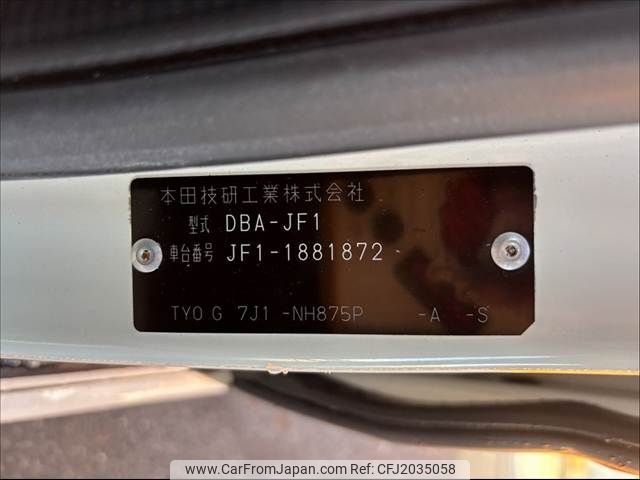 本田技研工業株式会社
型式 DBA-JF1
車台番号 JF1-1881872
TYO G 7J1 -NH875P -A -S
www.CarFromJapan.com | CFJ2035058